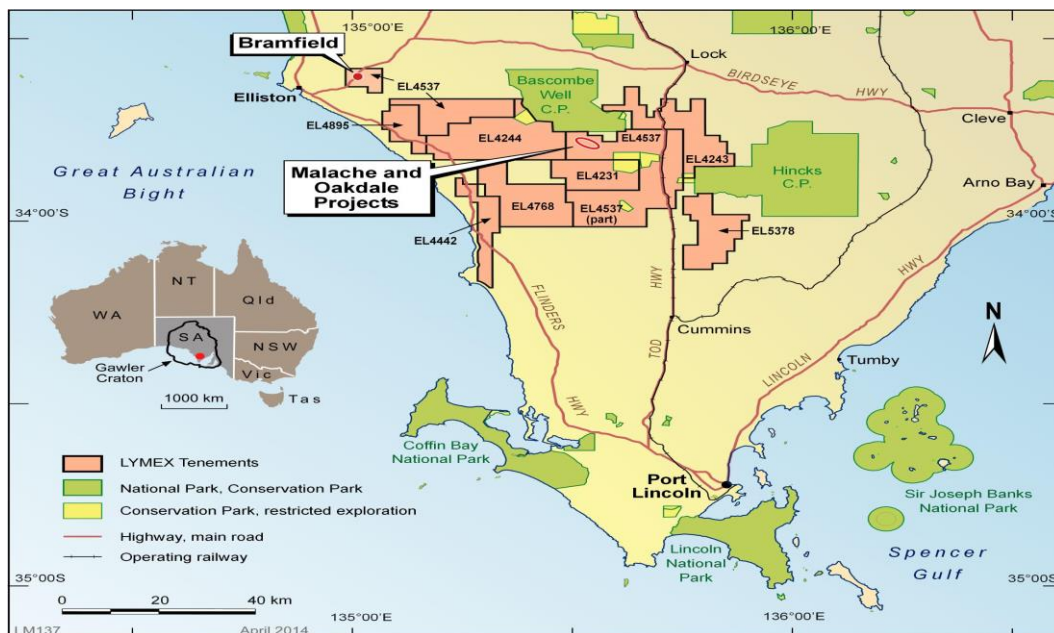 135°00'E
136°00'E
Bramfield
Lock
BIRDSEYE
HWY
Bascombe
Well
C.P.
Elliston
EL4537
Cleve
EL4895
EL4244
EL4537
EL4243
Great Australian
Bight
Malache and
Oakdale
Projects
EL4231
Hincks
C.P.
Arno Bay
34°00'S
34°00'S
EL4768
EL4537
(part)
EL4442
EL5378
HWY
FLINDERS
HWY
TOD
HWY
LINCOLN
Cummins
Tumby
N
NT
WA
Qld
SA
NSW
Vic
Tas
Gawler
Craton
1000 km
Coffin Bay
National Park
Port
Lincoln
Sir Joseph Banks
National Park
Lincoln
National
Park
Spencer
Gulf
LYMEX Tenements
National Park, Conservation Park
Conservation Park, restricted exploration
Highway, main road
Operating railway
35°00'S
35°00'S
0 20 40 km
135°00'E
136°00'E
LM137
April 2014